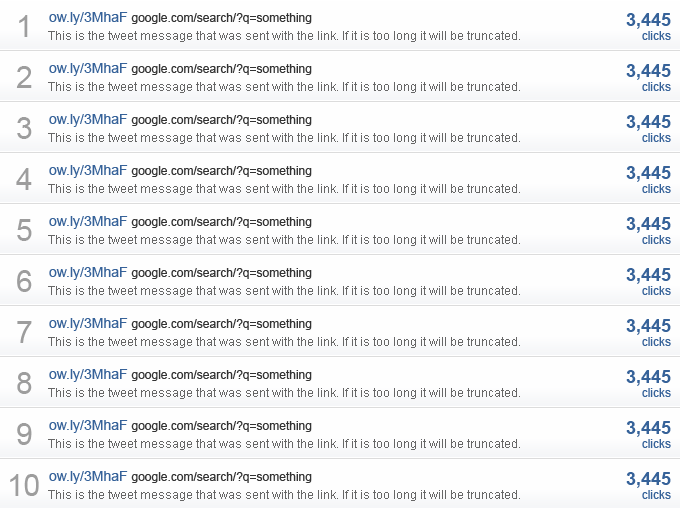 1 ow.ly/3MhaF google.com/search/?q=something 3,445
This is the tweet message that was sent with the link. If it is too long it will be truncated. clicks
2 ow.ly/3MhaF google.com/search/?q=something 3,445
This is the tweet message that was sent with the link. If it is too long it will be truncated. clicks
3 ow.ly/3MhaF google.com/search/?q=something 3,445
This is the tweet message that was sent with the link. If it is too long it will be truncated. clicks
4 ow.ly/3MhaF google.com/search/?q=something 3,445
This is the tweet message that was sent with the link. If it is too long it will be truncated. clicks
5 ow.ly/3MhaF google.com/search/?q=something 3,445
This is the tweet message that was sent with the link. If it is too long it will be truncated. clicks
6 ow.ly/3MhaF google.com/search/?q=something 3,445
This is the tweet message that was sent with the link. If it is too long it will be truncated. clicks
7 ow.ly/3MhaF google.com/search/?q=something 3,445
This is the tweet message that was sent with the link. If it is too long it will be truncated. clicks
8 ow.ly/3MhaF google.com/search/?q=something 3,445
This is the tweet message that was sent with the link. If it is too long it will be truncated. clicks
9 ow.ly/3MhaF google.com/search/?q=something 3,445
This is the tweet message that was sent with the link. If it is too long it will be truncated. clicks
10 ow.ly/3MhaF google.com/search/?q=something 3,445
This is the tweet message that was sent with the link. If it is too long it will be truncated. clicks